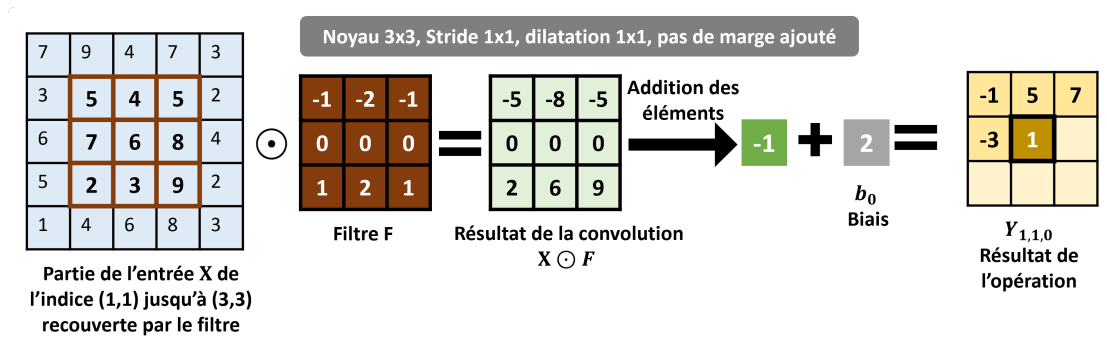 Noyau 3x3, Stride 1x1, dilatation 1x1, pas de marge ajouté
7 9 4 7 3
3 5 4 5 2
6 7 6 8 4
5 2 3 9 2
1 4 6 8 3
Partie de l'entrée X de
l'indice (1,1) jusqu'à (3,3)
recouverte par le filtre
⊙
-1 -2 -1
0 0 0
1 2 1
Filtre F
=
-5 -8 -5
0 0 0
2 6 9
Résultat de la convolution
X ⊙ F
Addition des
éléments
-1 + 2 =
b₀
Biais
-1 5 7
-3 1
Y₁,₁,₀
Résultat de
l'opération